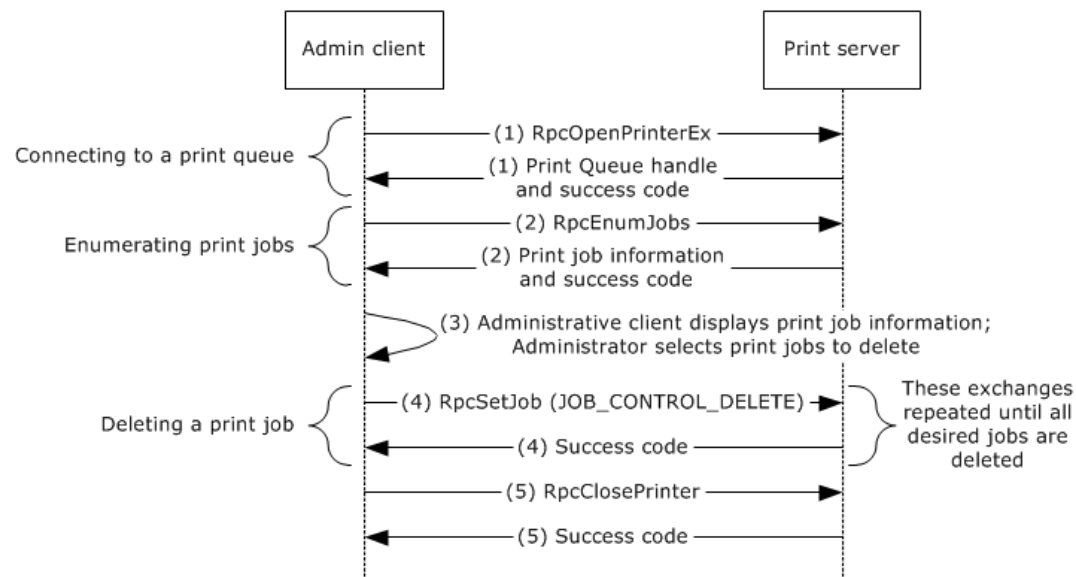 Admin client
Print server
Connecting to a print queue
(1) RpcOpenPrinterEx
(1) Print Queue handle
and success code
Enumerating print jobs
(2) RpcEnumJobs
(2) Print job information
and success code
(3) Administrative client displays print job information;
Administrator selects print jobs to delete
Deleting a print job
(4) RpcSetJob (JOB_CONTROL_DELETE)
(4) Success code
These exchanges
repeated until all
desired jobs are
deleted
(5) RpcClosePrinter
(5) Success code